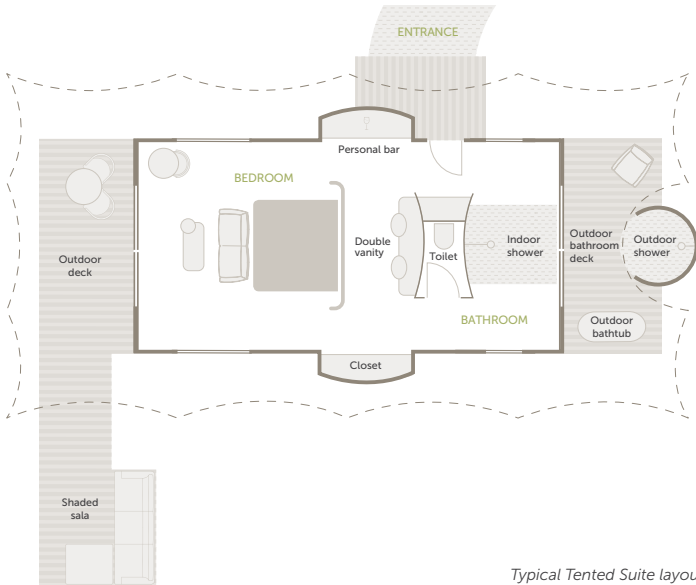 ENTRANCE
Personal bar
BEDROOM
Outdoor
deck
Double
vanity
Toilet
Indoor
shower
Outdoor
bathroom
deck
Outdoor
shower
BATHROOM
Outdoor
bathtub
Closet
Shaded
sala
Typical Tented Suite layou